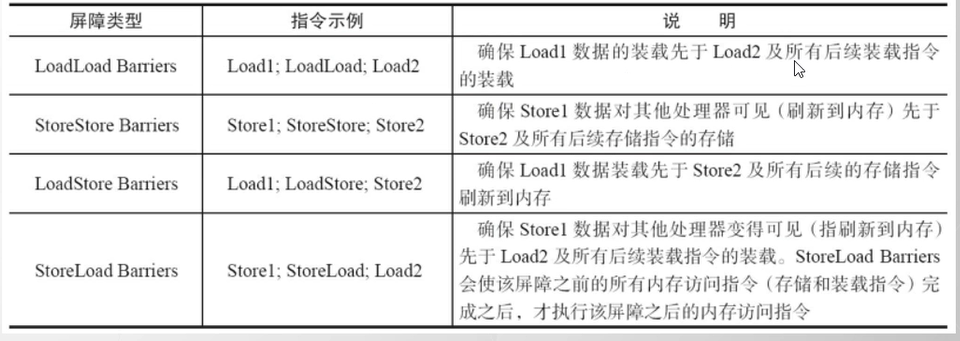 屏障类型 指令示例 说 明
LoadLoad Barriers Load1; LoadLoad; Load2 确保 Load1 数据的装载先于 Load2 及所有后续装载指令
的装载
StoreStore Barriers Store1; StoreStore; Store2 确保 Store1 数据对其他处理器可见（刷新到内存）先于
Store2 及所有后续存储指令的存储
LoadStore Barriers Load1; LoadStore; Store2 确保 Load1 数据装载先于 Store2 及所有后续的存储指令
刷新到内存
StoreLoad Barriers Store1; StoreLoad; Load2 确保 Store1 数据对其他处理器变得可见（指刷新到内存）
先于 Load2 及所有后续装载指令的装载。StoreLoad Barriers
会使该屏障之前的所有内存访问指令（存储和装载指令）完
成之后，才执行该屏障之后的内存访问指令